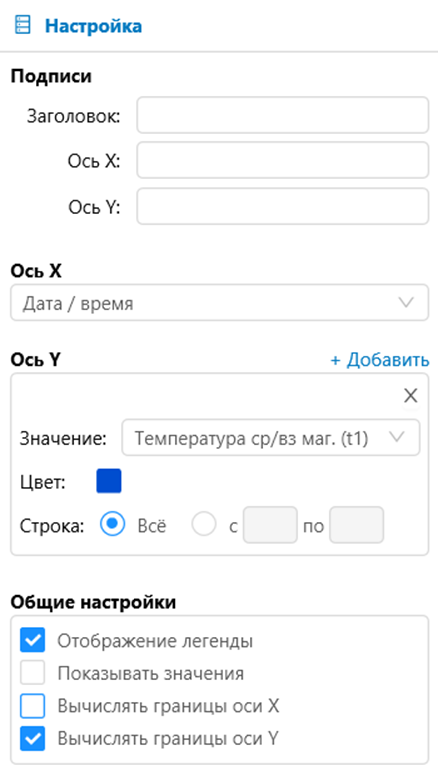 Настройка
Подписи
Заголовок:
Ось X:
Ось Y:
Ось X
Дата / время
Ось Y + Добавить
Значение: Температура ср/вз маг. (t1)
Цвет:
Строка: Всё с по
Общие настройки
Отображение легенды
Показывать значения
Вычислять границы оси X
Вычислять границы оси Y